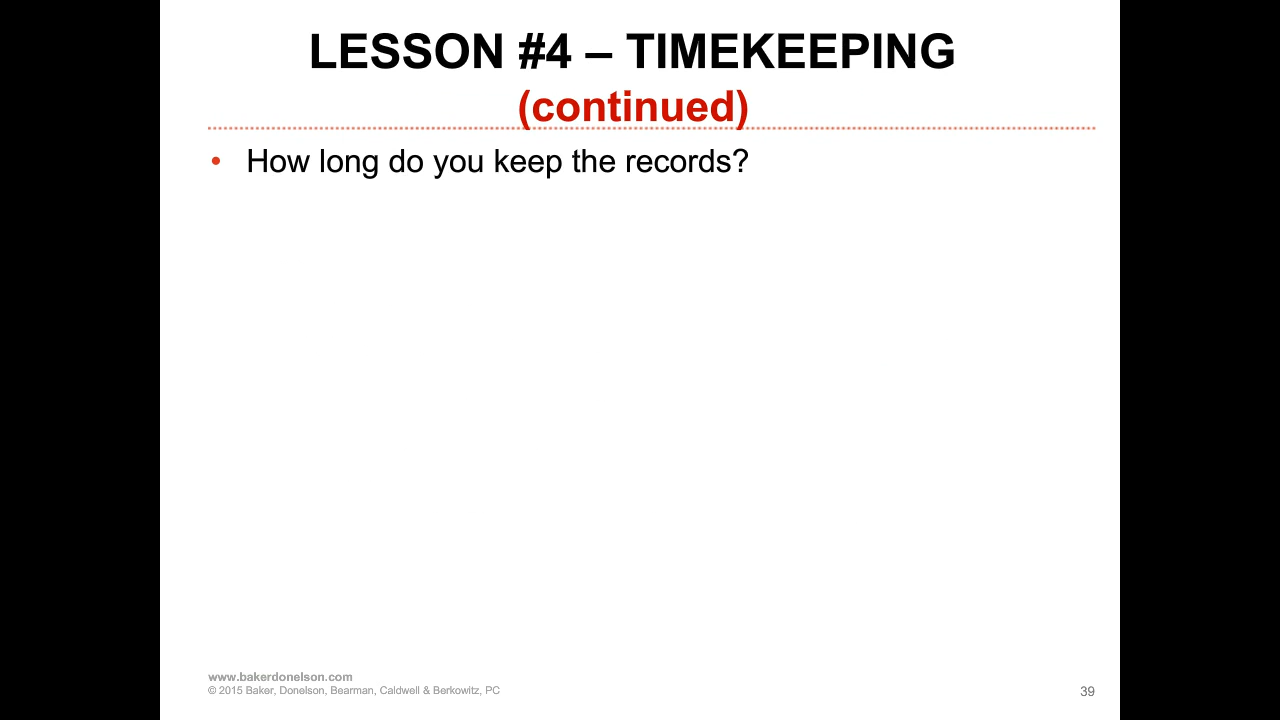 LESSON #4 – TIMEKEEPING
(continued)
• How long do you keep the records?
www.bakerdonelson.com
© 2015 Baker, Donelson, Bearman, Caldwell & Berkowitz, PC
39